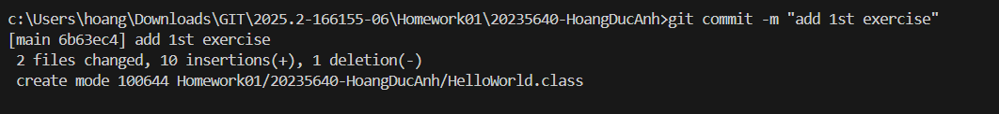 c:\Users\hoang\Downloads\GIT\2025.2-166155-06\Homework01\20235640-HoangDucAnh>git commit -m "add 1st exercise"
[main 6b63ec4] add 1st exercise
 2 files changed, 10 insertions(+), 1 deletion(-)
 create mode 100644 Homework01/20235640-HoangDucAnh/HelloWorld.class